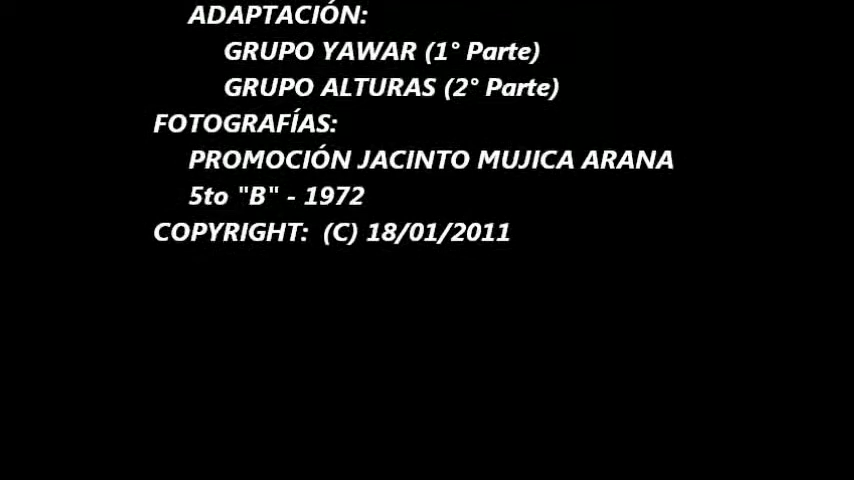 ADAPTACIÓN:
GRUPO YAWAR (1° Parte)
GRUPO ALTURAS (2° Parte)
FOTOGRAFÍAS:
PROMOCIÓN JACINTO MUJICA ARANA
5to "B" - 1972
COPYRIGHT: (C) 18/01/2011